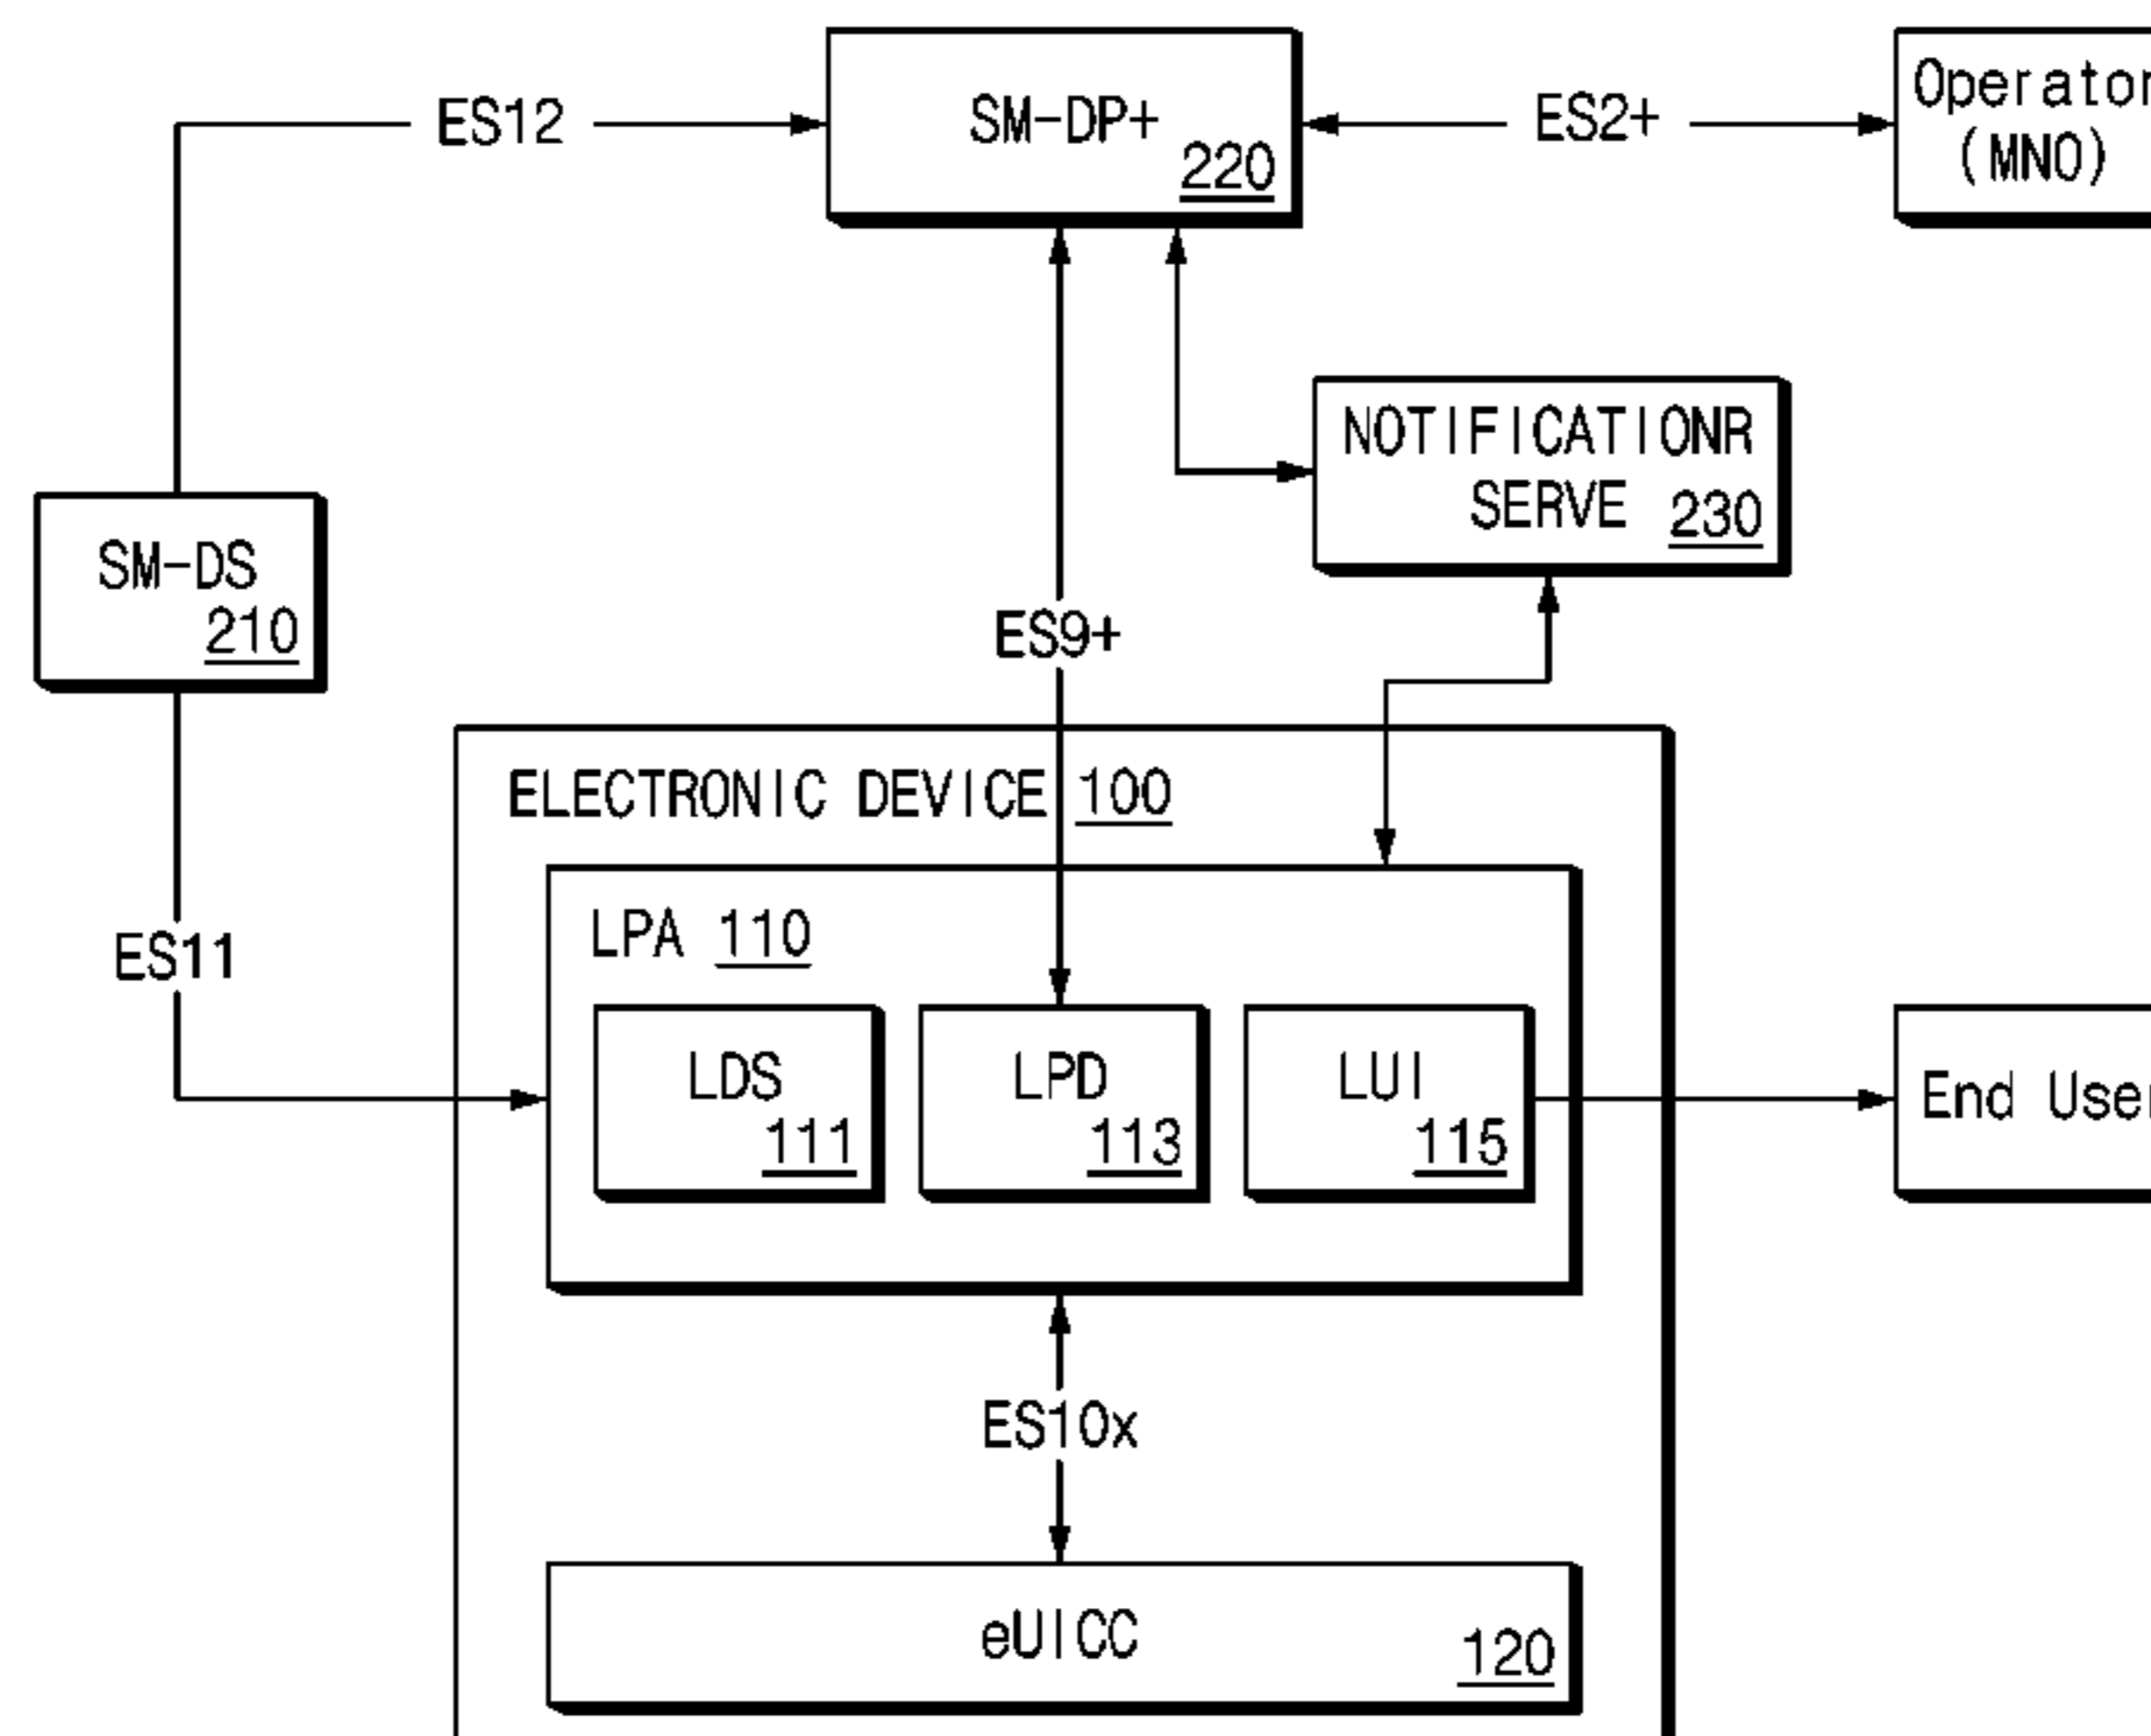 ES12
SM-DP+
220
ES2+
Operator
(MNO)
NOTIFICATIONR
SERVE 230
SM-DS
210
ES9+
ELECTRONIC DEVICE 100
LPA 110
ES11
LDS
111
LPD
113
LUI
115
End User
ES10x
eUICC
120